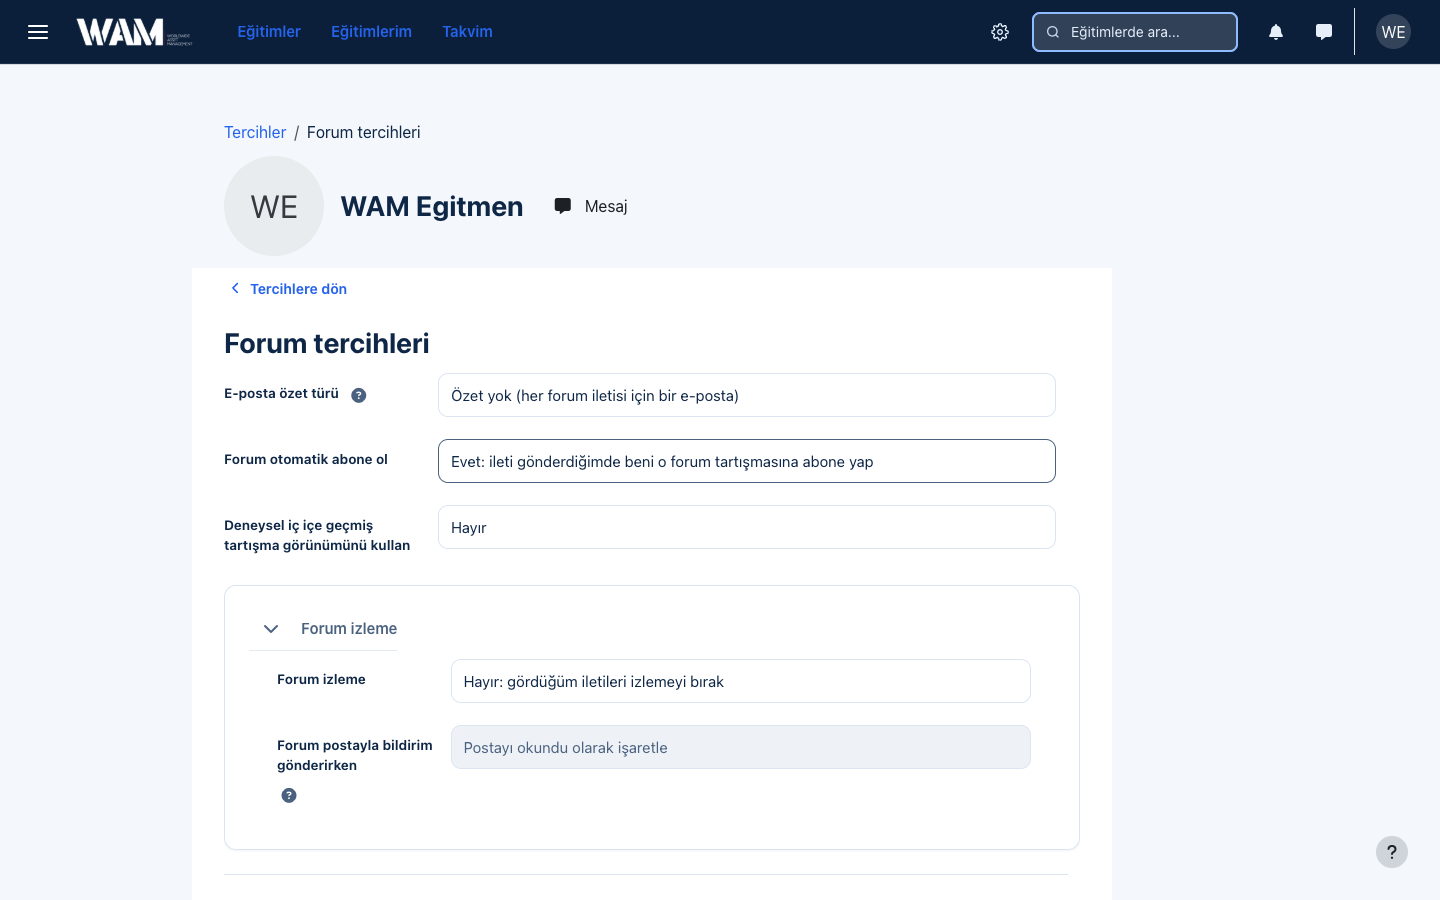 WAM WORLDWIDE ASSET MANAGEMENT
Eğitimler
Eğitimlerim
Takvim
Eğitimlerde ara...
WE
Tercihler / Forum tercihleri
WE
WAM Egitmen
Mesaj
Tercihlere dön
Forum tercihleri
E-posta özet türü ?
Özet yok (her forum iletisi için bir e-posta)
Forum otomatik abone ol
Evet: ileti gönderdiğimde beni o forum tartışmasına abone yap
Deneysel iç içe geçmiş
tartışma görünümünü kullan
Hayır
Forum izleme
Forum izleme
Hayır: gördüğüm iletileri izlemeyi bırak
Forum postayla bildirim
gönderirken
?
Postayı okundu olarak işaretle
?